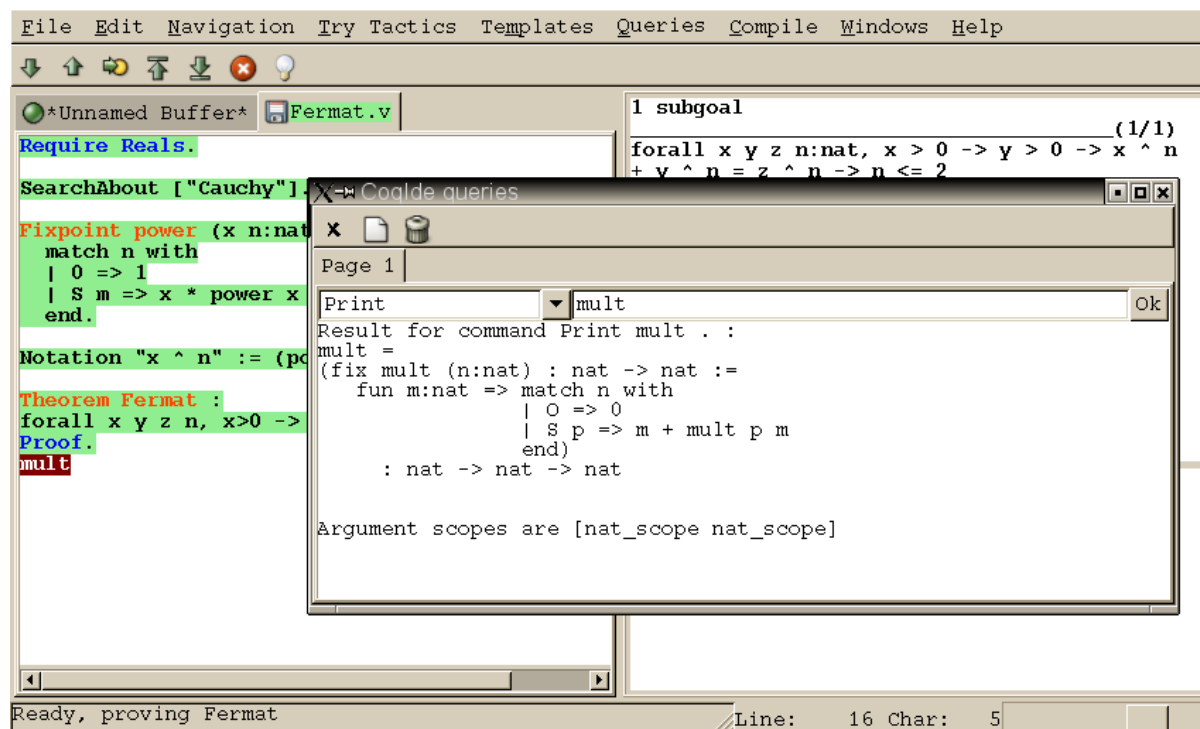 File Edit Navigation Try Tactics Templates Queries Compile Windows Help
*Unnamed Buffer* Fermat.v
Require Reals.
SearchAbout ["Cauchy"].
Fixpoint power (x n:nat
match n with
| O => 1
| S m => x * power x
end.
Notation "x ^ n" := (po
Theorem Fermat :
forall x y z n, x>0 ->
Proof.
mult
1 subgoal
(1/1)
forall x y z n:nat, x > 0 -> y > 0 -> x ^ n
+ y ^ n = z ^ n -> n <= 2
CoqIde queries
Page 1
Print mult Ok
Result for command Print mult . :
mult =
(fix mult (n:nat) : nat -> nat :=
fun m:nat => match n with
| O => 0
| S p => m + mult p m
end)
: nat -> nat -> nat
Argument scopes are [nat_scope nat_scope]
Ready, proving Fermat
Line: 16 Char: 5